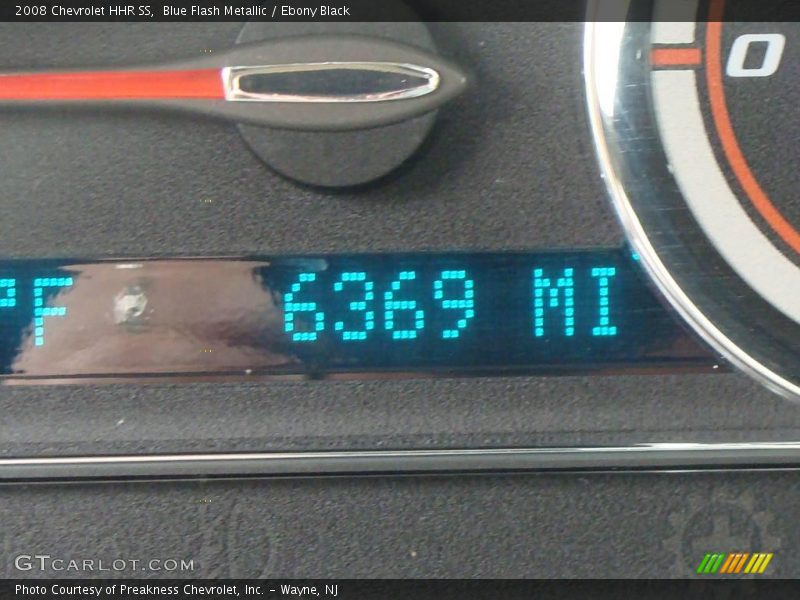 2008 Chevrolet HHR SS,  Blue Flash Metallic / Ebony Black
0
°F 6369 MI
GTCARLOT.COM
Photo Courtesy of Preakness Chevrolet, Inc. – Wayne, NJ